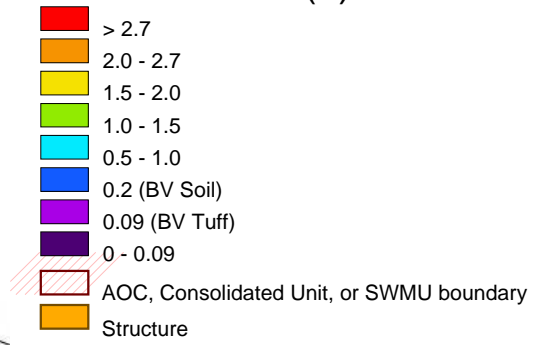 > 2.7
2.0 - 2.7
1.5 - 2.0
1.0 - 1.5
0.5 - 1.0
0.2 (BV Soil)
0.09 (BV Tuff)
0 - 0.09
AOC, Consolidated Unit, or SWMU boundary
Structure